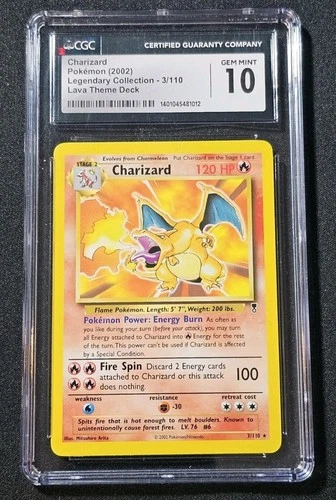 CGC
CERTIFIED GUARANTY COMPANY
Charizard
Pokémon (2002)
Legendary Collection - 3/110
Lava Theme Deck
GEM MINT
10
1401045481012
STAGE 2
Evolves from Charmeleon
Put Charizard on the Stage 1 card
Charizard
120 HP
Flame Pokémon. Length: 5' 7", Weight: 200 lbs.
Pokémon Power: Energy Burn As often as
you like during your turn (before your attack), you may turn
all Energy attached to Charizard into Energy for the
rest of the turn. This power can't be used if Charizard is affected by
a Special Condition.
Fire Spin Discard 2 Energy cards
attached to Charizard or this attack
does nothing.
100
weakness
resistance
retreat cost
-30
Spits fire that is hot enough to melt boulders. Known to
unintentionally cause forest fires. LV. 76 #6
Illus. Mitsuhiro Arita
© 2002 Pokémon/Nintendo
3/110 ★